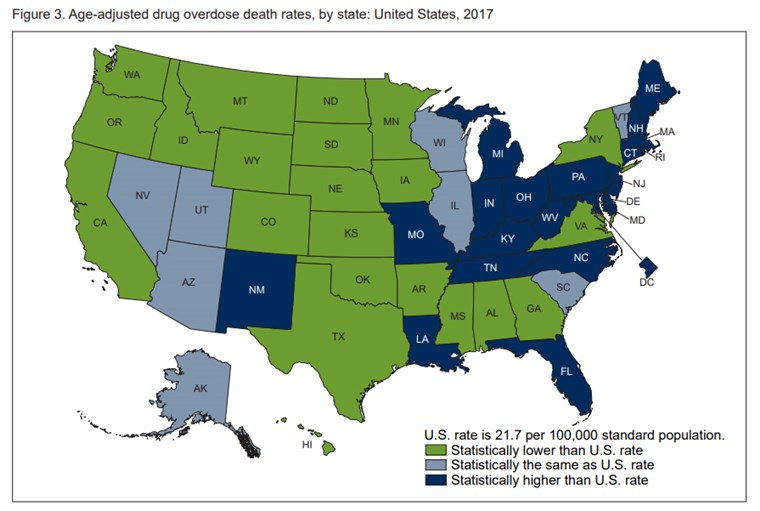 Figure 3. Age-adjusted drug overdose death rates, by state: United States, 2017
WA
MT
ND
MN
ME
OR
ID
SD
WI
VT
NH
MA
WY
MI
NY
CT
RI
IA
NE
PA
NJ
NV
UT
CO
IL
IN
OH
DE
MD
CA
KS
MO
WV
VA
KY
NC
DC
AZ
NM
OK
AR
TN
SC
TX
MS
AL
GA
LA
FL
AK
HI
U.S. rate is 21.7 per 100,000 standard population.
Statistically lower than U.S. rate
Statistically the same as U.S. rate
Statistically higher than U.S. rate